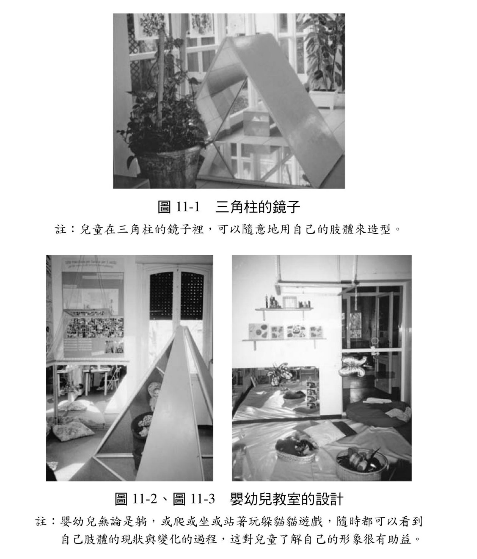 圖 11-1　三角柱的鏡子
註：兒童在三角柱的鏡子裡，可以隨意地用自己的肢體來造型。
圖 11-2、圖 11-3　嬰幼兒教室的設計
註：嬰幼兒無論是躺，或爬或坐或站著玩躲貓貓遊戲，隨時都可以看到
自己肢體的現狀與變化的過程，這對兒童了解自己的形象很有助益。